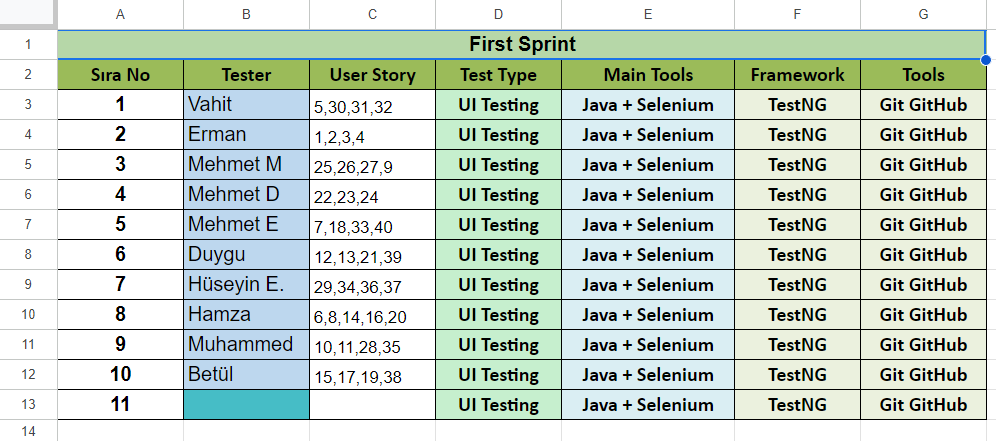 A B C D E F G
1 First Sprint
2 Sıra No Tester User Story Test Type Main Tools Framework Tools
3 1 Vahit 5,30,31,32 UI Testing Java + Selenium TestNG Git GitHub
4 2 Erman 1,2,3,4 UI Testing Java + Selenium TestNG Git GitHub
5 3 Mehmet M 25,26,27,9 UI Testing Java + Selenium TestNG Git GitHub
6 4 Mehmet D 22,23,24 UI Testing Java + Selenium TestNG Git GitHub
7 5 Mehmet E 7,18,33,40 UI Testing Java + Selenium TestNG Git GitHub
8 6 Duygu 12,13,21,39 UI Testing Java + Selenium TestNG Git GitHub
9 7 Hüseyin E. 29,34,36,37 UI Testing Java + Selenium TestNG Git GitHub
10 8 Hamza 6,8,14,16,20 UI Testing Java + Selenium TestNG Git GitHub
11 9 Muhammed 10,11,28,35 UI Testing Java + Selenium TestNG Git GitHub
12 10 Betül 15,17,19,38 UI Testing Java + Selenium TestNG Git GitHub
13 11 UI Testing Java + Selenium TestNG Git GitHub
14